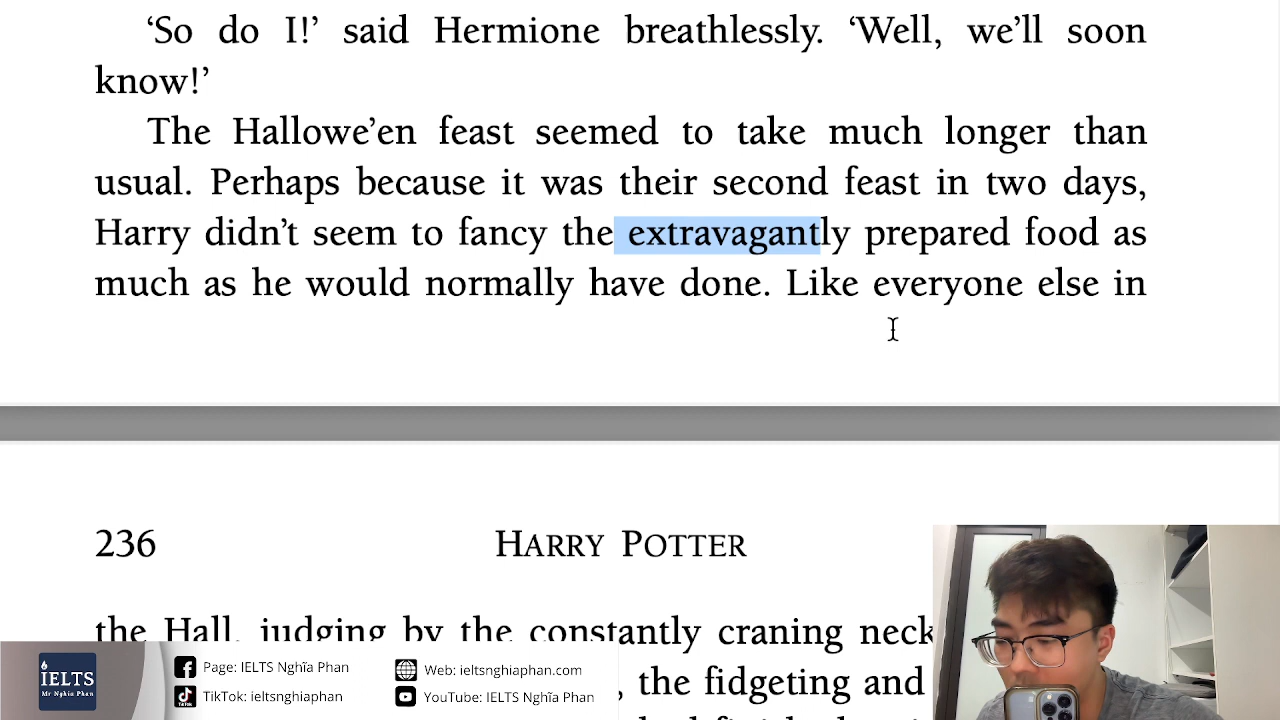 ‘So do I!’ said Hermione breathlessly. ‘Well, we’ll soon
know!’
The Hallowe’en feast seemed to take much longer than
usual. Perhaps because it was their second feast in two days,
Harry didn’t seem to fancy the extravagantly prepared food as
much as he would normally have done. Like everyone else in
236 HARRY POTTER
the Hall, judging by the constantly craning neck
, the fidgeting and
IELTS
Mr Nghĩa Phan
Page: IELTS Nghĩa Phan
TikTok: ieltsnghiaphan
Web: ieltsnghiaphan.com
YouTube: IELTS Nghĩa Phan